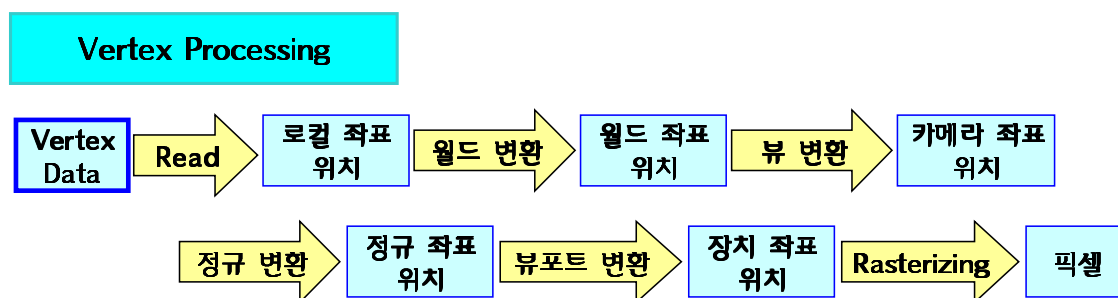 Vertex Processing
Vertex
Data
Read
로컬 좌표
위치
월드 변환
월드 좌표
위치
뷰 변환
카메라 좌표
위치
정규 변환
정규 좌표
위치
뷰포트 변환
장치 좌표
위치
Rasterizing
픽셀